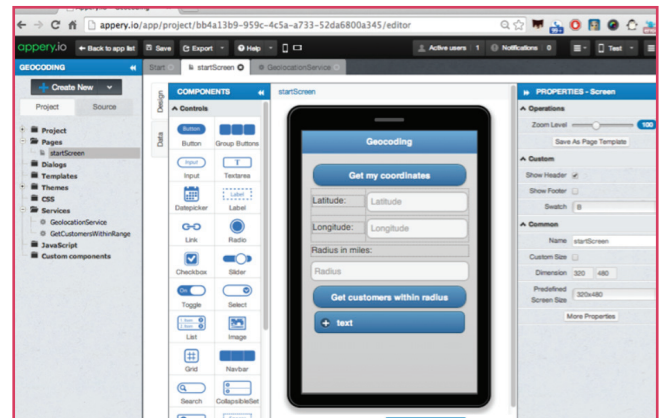 appery.io/app/project/bb4a13b9-959c-4c5a-a733-52da6800a345/editor
appery.io
Back to app list
Save
Export
Help
Active users 1
Notifications 0
Test
GEOCODING
Start
startScreen
GeolocationService
Create New
Project
Source
Project
Pages
startScreen
Dialogs
Templates
Themes
CSS
Services
GeolocationService
GetCustomersWithinRange
JavaScript
Custom components
Design
Data
COMPONENTS
Controls
Button
Button
Group Buttons
Input
T
Input
Textarea
Label
Datepicker
Label
Link
Radio
Checkbox
Slider
On
Toggle
Select
List
Image
Grid
Navbar
Search
CollapsibleSet
startScreen
Geocoding
Get my coordinates
Latitude:
Latitude
Longitude:
Longitude
Radius in miles:
Radius
Get customers within radius
text
PROPERTIES - Screen
Operations
Zoom Level
100
Save As Page Template
Custom
Show Header
Show Footer
Swatch
B
Common
Name
startScreen
Custom Size
Dimension
320
480
Predefined
Screen Size
320x480
More Properties